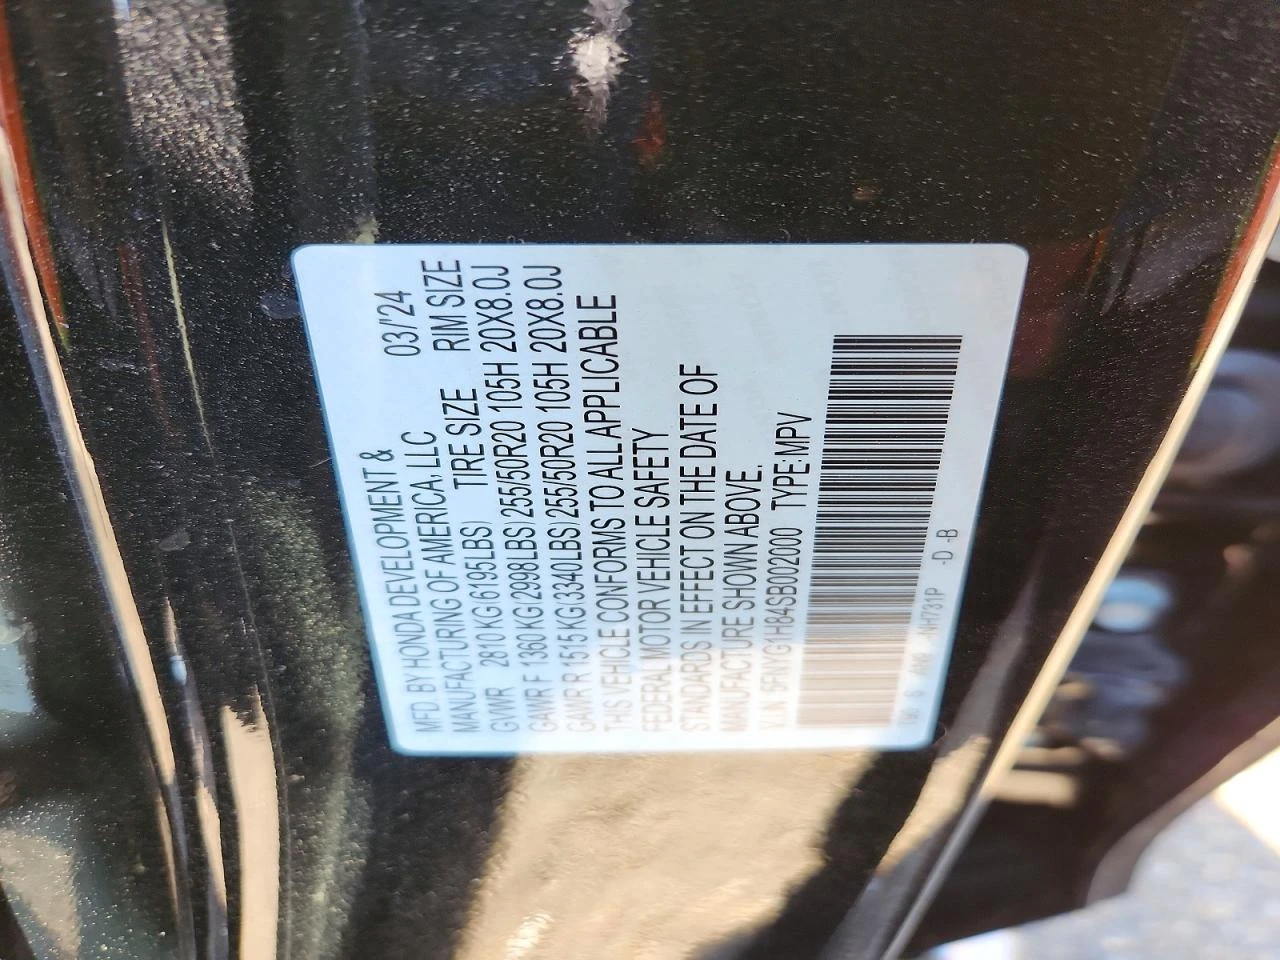 MFD. BY HONDA DEVELOPMENT &
MANUFACTURING OF AMERICA, LLC 03/'24
GVWR 2810 KG(6195LBS) TIRE SIZE RIM SIZE
GAWR F 1360 KG(2998LBS) 255/50R20 105H 20X8.0J
GAWR R 1515 KG(3340LBS) 255/50R20 105H 20X8.0J
THIS VEHICLE CONFORMS TO ALL APPLICABLE
FEDERAL MOTOR VEHICLE SAFETY
STANDARDS IN EFFECT ON THE DATE OF
MANUFACTURE SHOWN ABOVE.
V.I.N. 5FNYG1H84SB002000 TYPE:MPV
NH731P -D -B